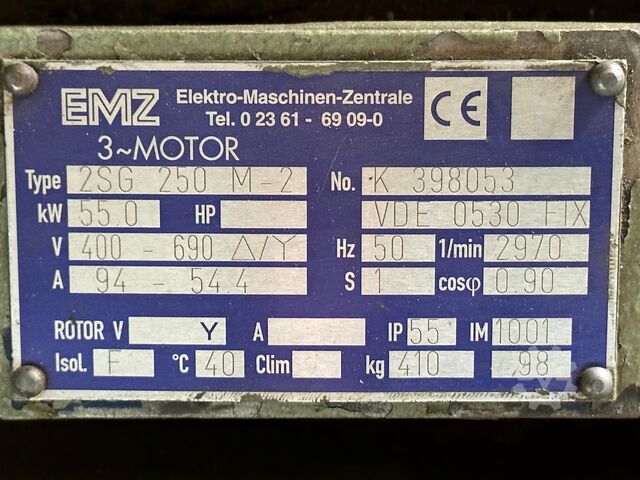 EMZ Elektro-Maschinen-Zentrale
Tel. 0 23 61 - 69 09-0
CE
3~MOTOR
Type 2SG 250 M-2 No. K 398053
kW 55.0 HP VDE 0530 FIX
V 400 - 690 △/Y Hz 50 1/min 2970
A 94 - 54.4 S 1 cosφ 0.90
ROTOR V Y A IP 55 IM 1001
Isol. F °C 40 Clim kg 410 .98